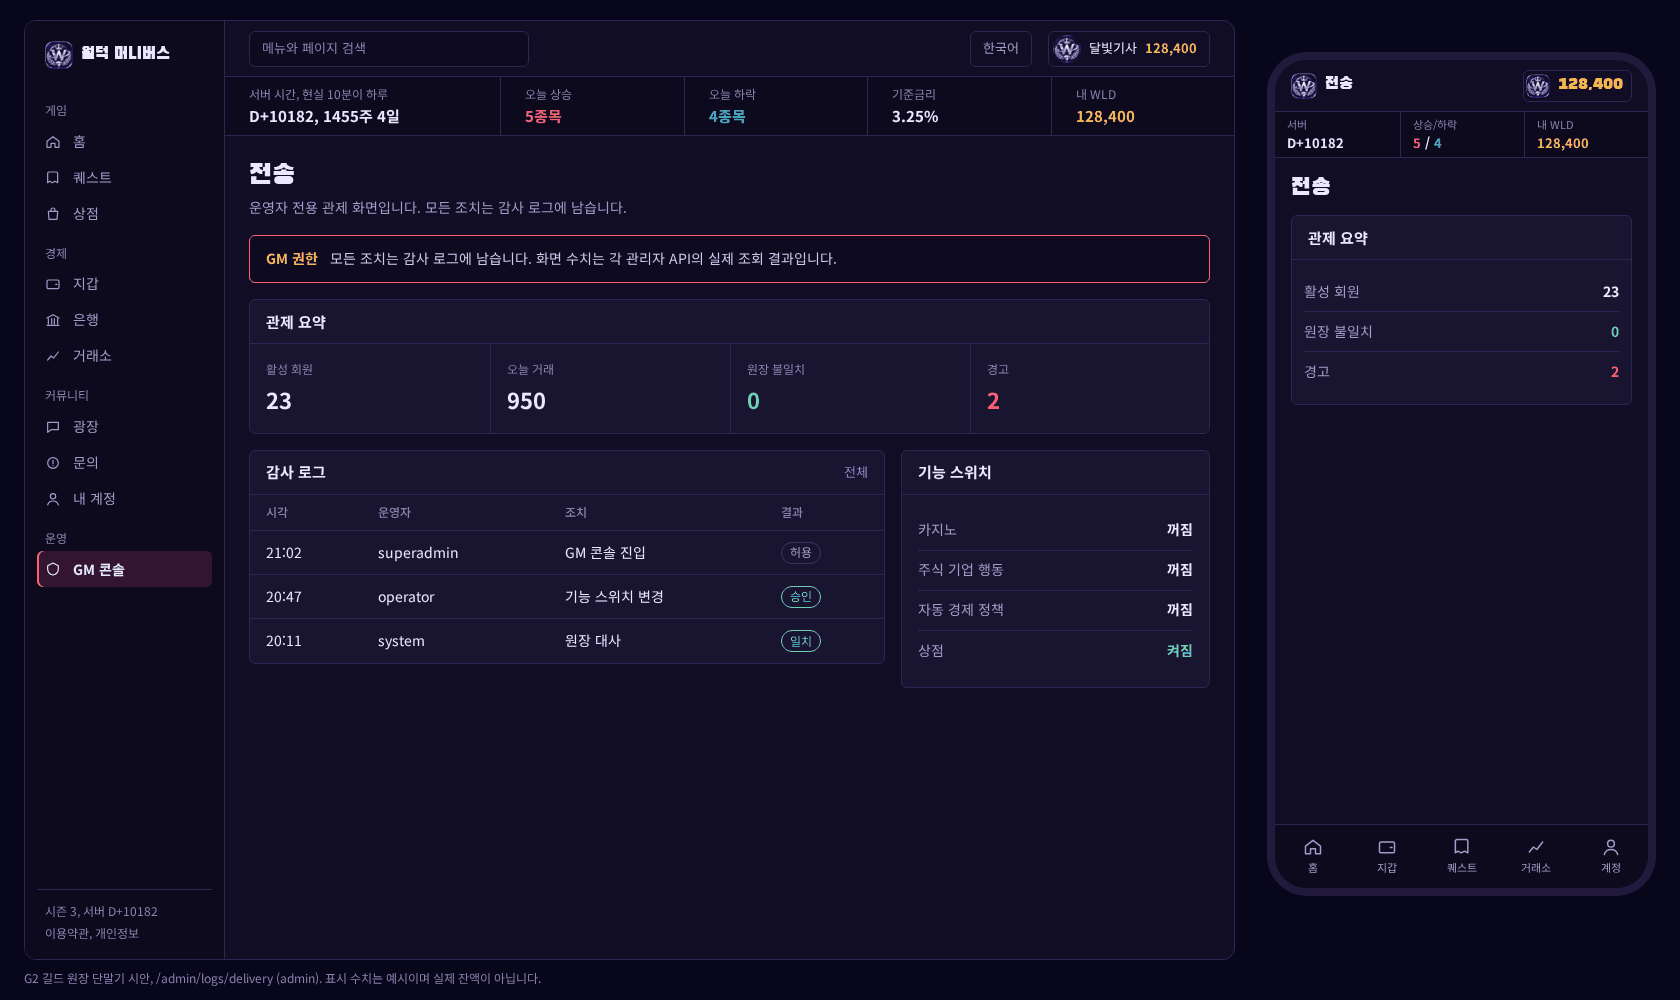 월덕 머니버스
게임
홈
퀘스트
상점
경제
지갑
은행
거래소
커뮤니티
광장
문의
내 계정
운영
GM 콘솔
시즌 3, 서버 D+10182
이용약관, 개인정보
메뉴와 페이지 검색
한국어
달빛기사 128,400
서버 시간, 현실 10분이 하루
D+10182, 1455주 4일
오늘 상승
5종목
오늘 하락
4종목
기준금리
3.25%
내 WLD
128,400
전송
운영자 전용 관제 화면입니다. 모든 조치는 감사 로그에 남습니다.
GM 권한 모든 조치는 감사 로그에 남습니다. 화면 수치는 각 관리자 API의 실제 조회 결과입니다.
관제 요약
활성 회원
23
오늘 거래
950
원장 불일치
0
경고
2
감사 로그 전체
시각 운영자 조치 결과
21:02 superadmin GM 콘솔 진입 허용
20:47 operator 기능 스위치 변경 승인
20:11 system 원장 대사 일치
기능 스위치
카지노 꺼짐
주식 기업 행동 꺼짐
자동 경제 정책 꺼짐
상점 켜짐
전송 128,400
서버
D+10182
상승/하락
5 / 4
내 WLD
128,400
전송
관제 요약
활성 회원 23
원장 불일치 0
경고 2
홈 지갑 퀘스트 거래소 계정
G2 길드 원장 단말기 시안, /admin/logs/delivery (admin). 표시 수치는 예시이며 실제 잔액이 아닙니다.